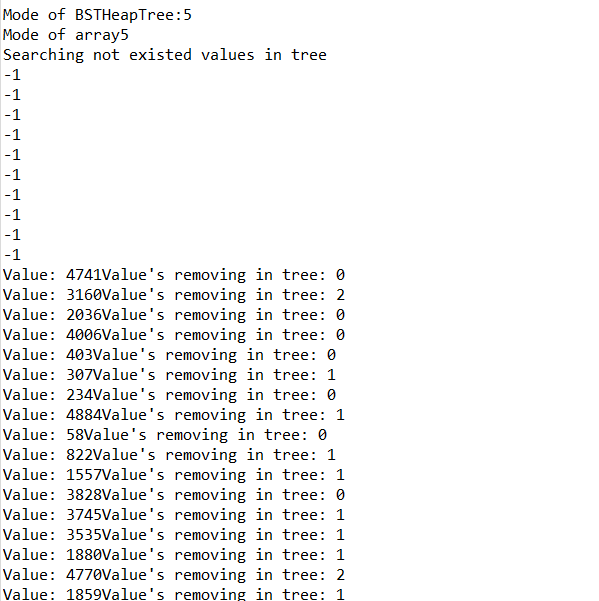 Mode of BSTHeapTree:5
Mode of array5
Searching not existed values in tree
-1
-1
-1
-1
-1
-1
-1
-1
-1
-1
Value: 4741Value's removing in tree: 0
Value: 3160Value's removing in tree: 2
Value: 2036Value's removing in tree: 0
Value: 4006Value's removing in tree: 0
Value: 403Value's removing in tree: 0
Value: 307Value's removing in tree: 1
Value: 234Value's removing in tree: 0
Value: 4884Value's removing in tree: 1
Value: 58Value's removing in tree: 0
Value: 822Value's removing in tree: 1
Value: 1557Value's removing in tree: 1
Value: 3828Value's removing in tree: 0
Value: 3745Value's removing in tree: 1
Value: 3535Value's removing in tree: 1
Value: 1880Value's removing in tree: 1
Value: 4770Value's removing in tree: 2
Value: 1859Value's removing in tree: 1